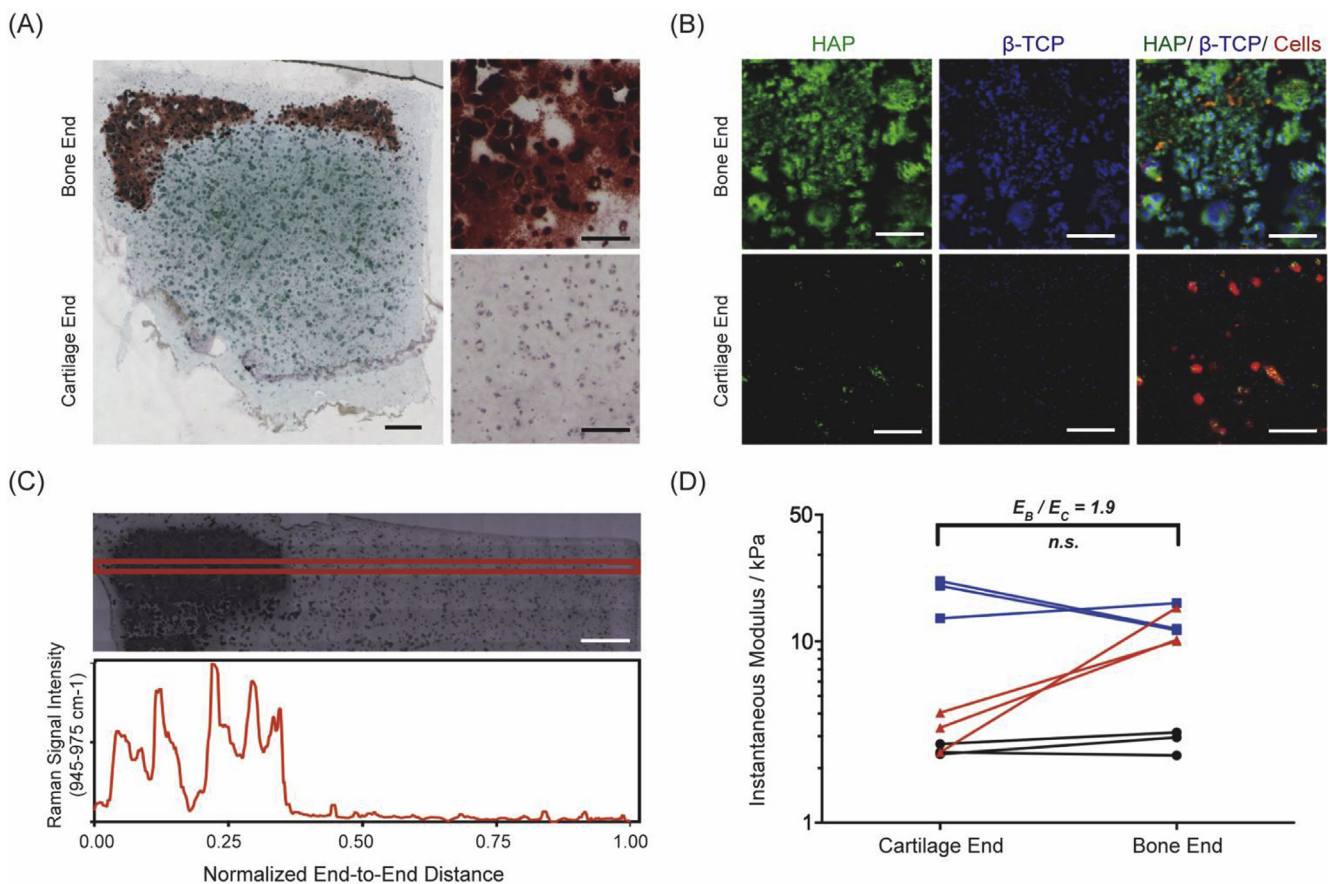 (A)
Bone End
Cartilage End
(B)
HAP
β-TCP
HAP/ β-TCP/ Cells
Bone End
Cartilage End
(C)
Raman Signal Intensity
(945-975 cm-1)
0.00
0.25
0.50
0.75
1.00
Normalized End-to-End Distance
(D)
Instantaneous Modulus / kPa
50
10
1
E_B / E_C = 1.9
n.s.
Cartilage End
Bone End